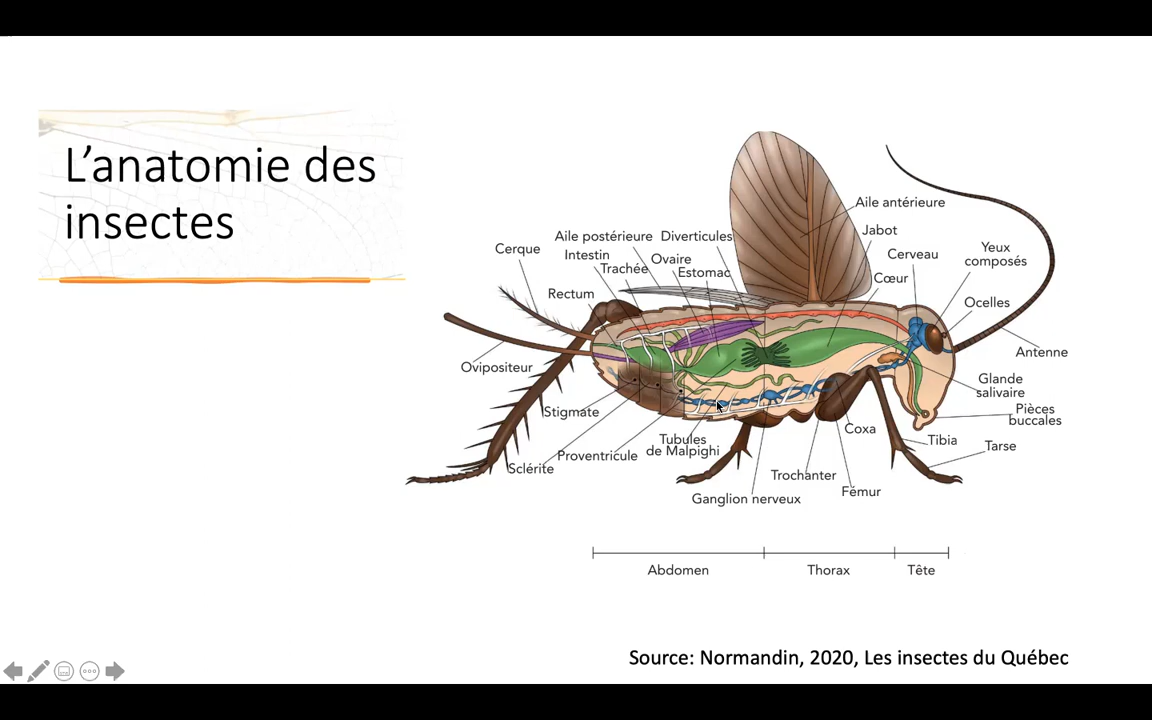 L’anatomie des
insectes
Aile antérieure
Jabot
Aile postérieure
Diverticules
Cerque
Intestin
Ovaire
Cerveau
Yeux
composés
Trachée
Estomac
Cœur
Rectum
Ocelles
Antenne
Ovipositeur
Glande
salivaire
Stigmate
Pièces
buccales
Coxa
Tubules
de Malpighi
Tibia
Tarse
Proventricule
Sclérite
Trochanter
Fémur
Ganglion nerveux
Abdomen
Thorax
Tête
Source: Normandin, 2020, Les insectes du Québec